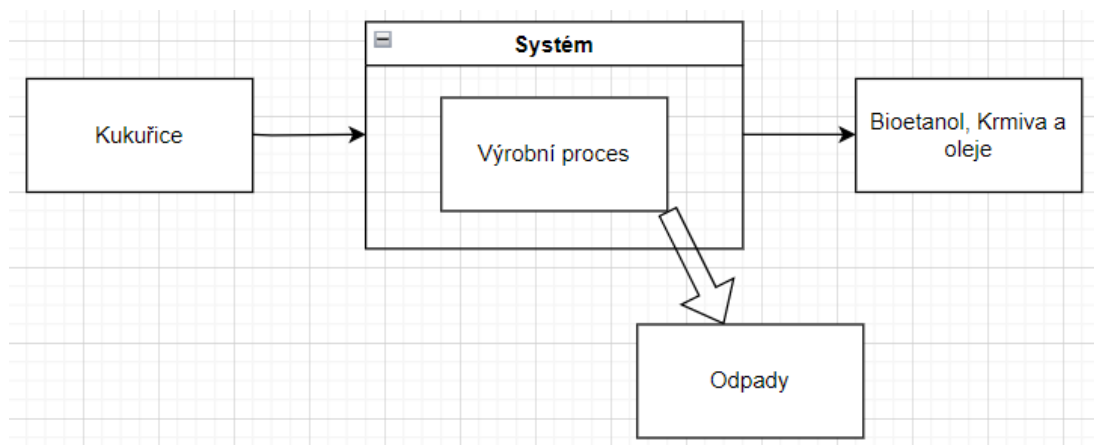 Systém
Kukuřice
Výrobní proces
Bioetanol, Krmiva a
oleje
Odpady